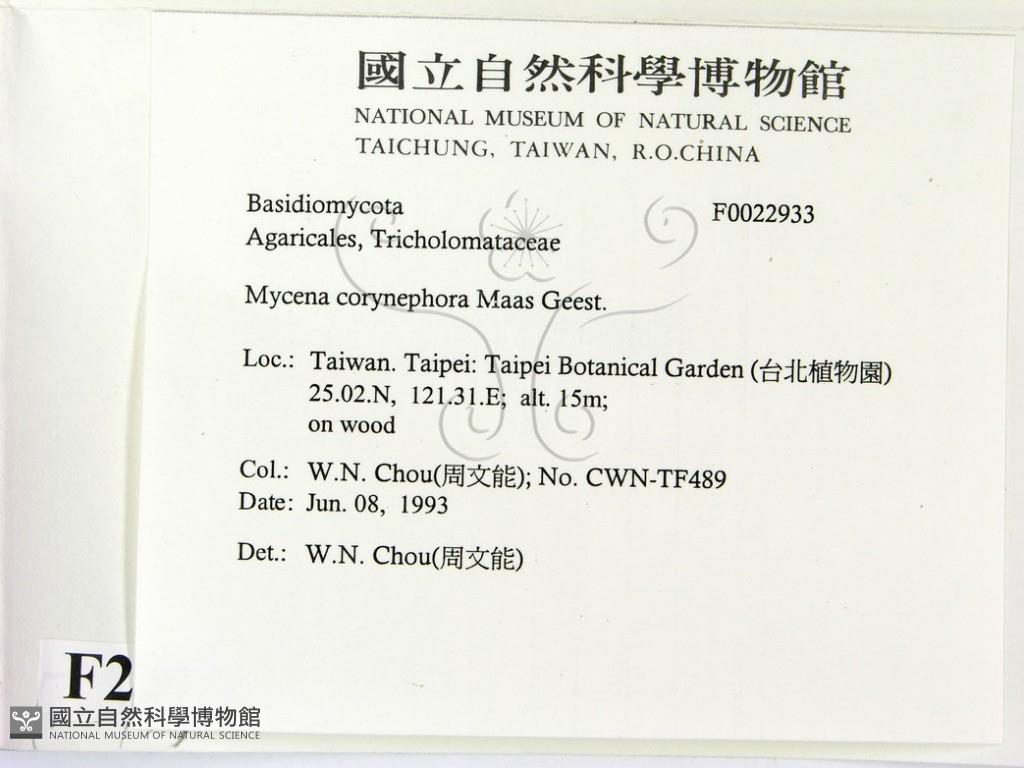 國立自然科學博物館
NATIONAL MUSEUM OF NATURAL SCIENCE
TAICHUNG, TAIWAN, R.O.CHINA
Basidiomycota F0022933
Agaricales, Tricholomataceae
Mycena corynephora Maas Geest.
Loc.: Taiwan. Taipei: Taipei Botanical Garden (台北植物園)
25.02.N, 121.31.E; alt. 15m;
on wood
Col.: W.N. Chou(周文能); No. CWN-TF489
Date: Jun. 08, 1993
Det.: W.N. Chou(周文能)
F2
國立自然科學博物館
NATIONAL MUSEUM OF NATURAL SCIENCE